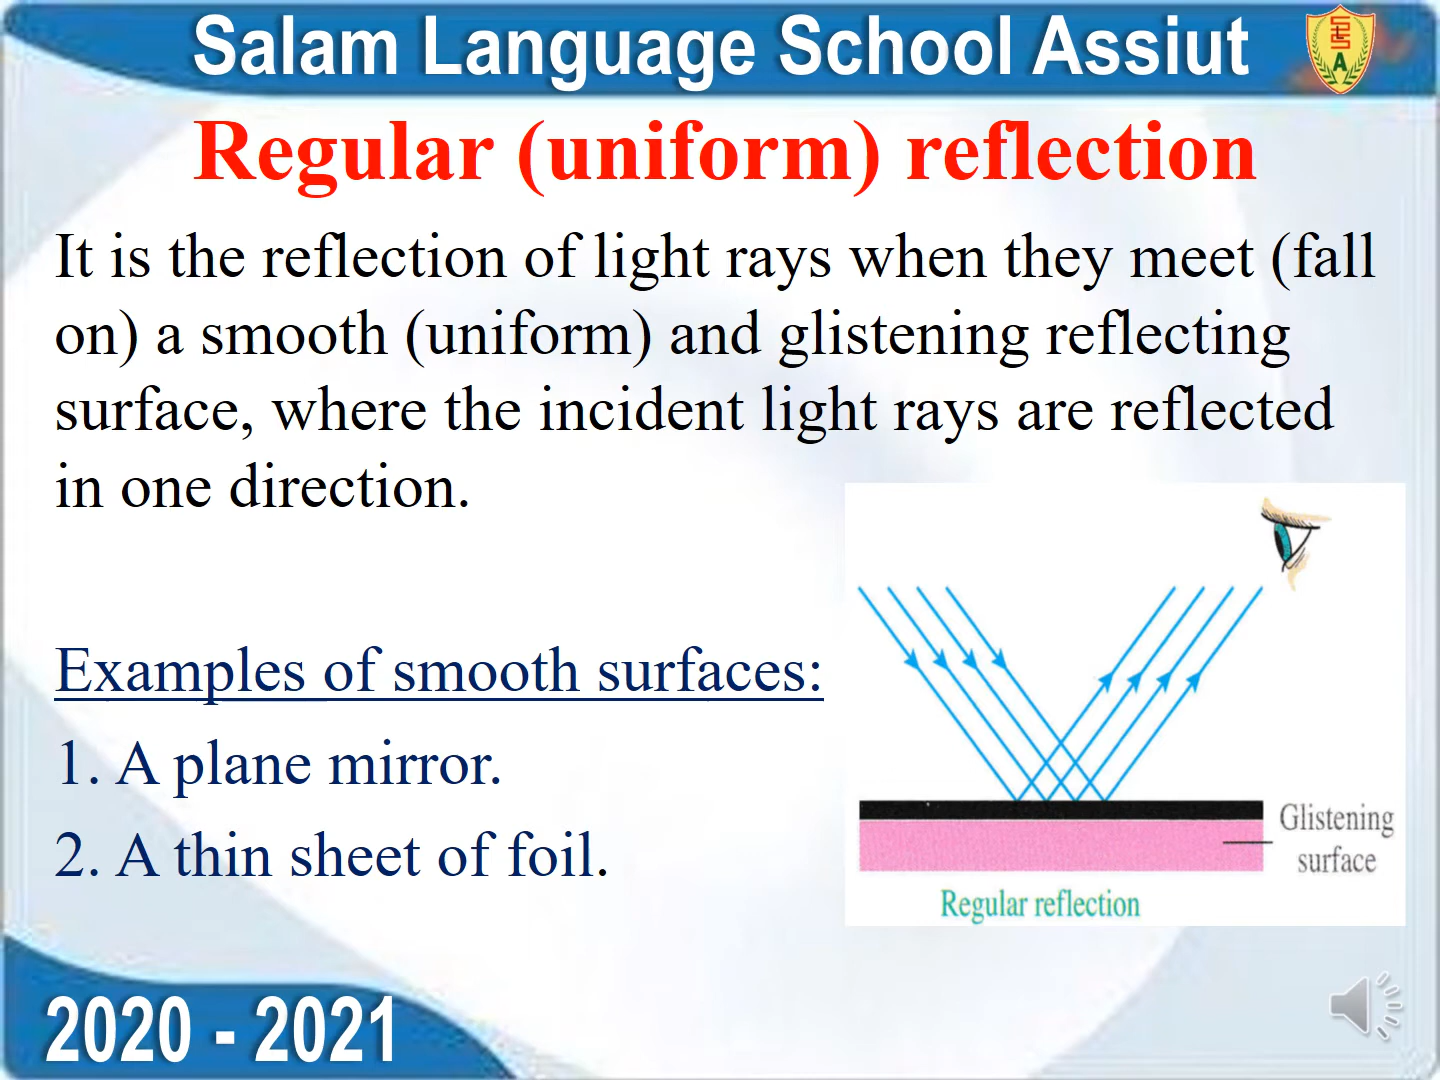 Salam Language School Assiut
Regular (uniform) reflection
It is the reflection of light rays when they meet (fall
on) a smooth (uniform) and glistening reflecting
surface, where the incident light rays are reflected
in one direction.
Examples of smooth surfaces:
1. A plane mirror.
2. A thin sheet of foil.
Glistening
surface
Regular reflection
2020 - 2021